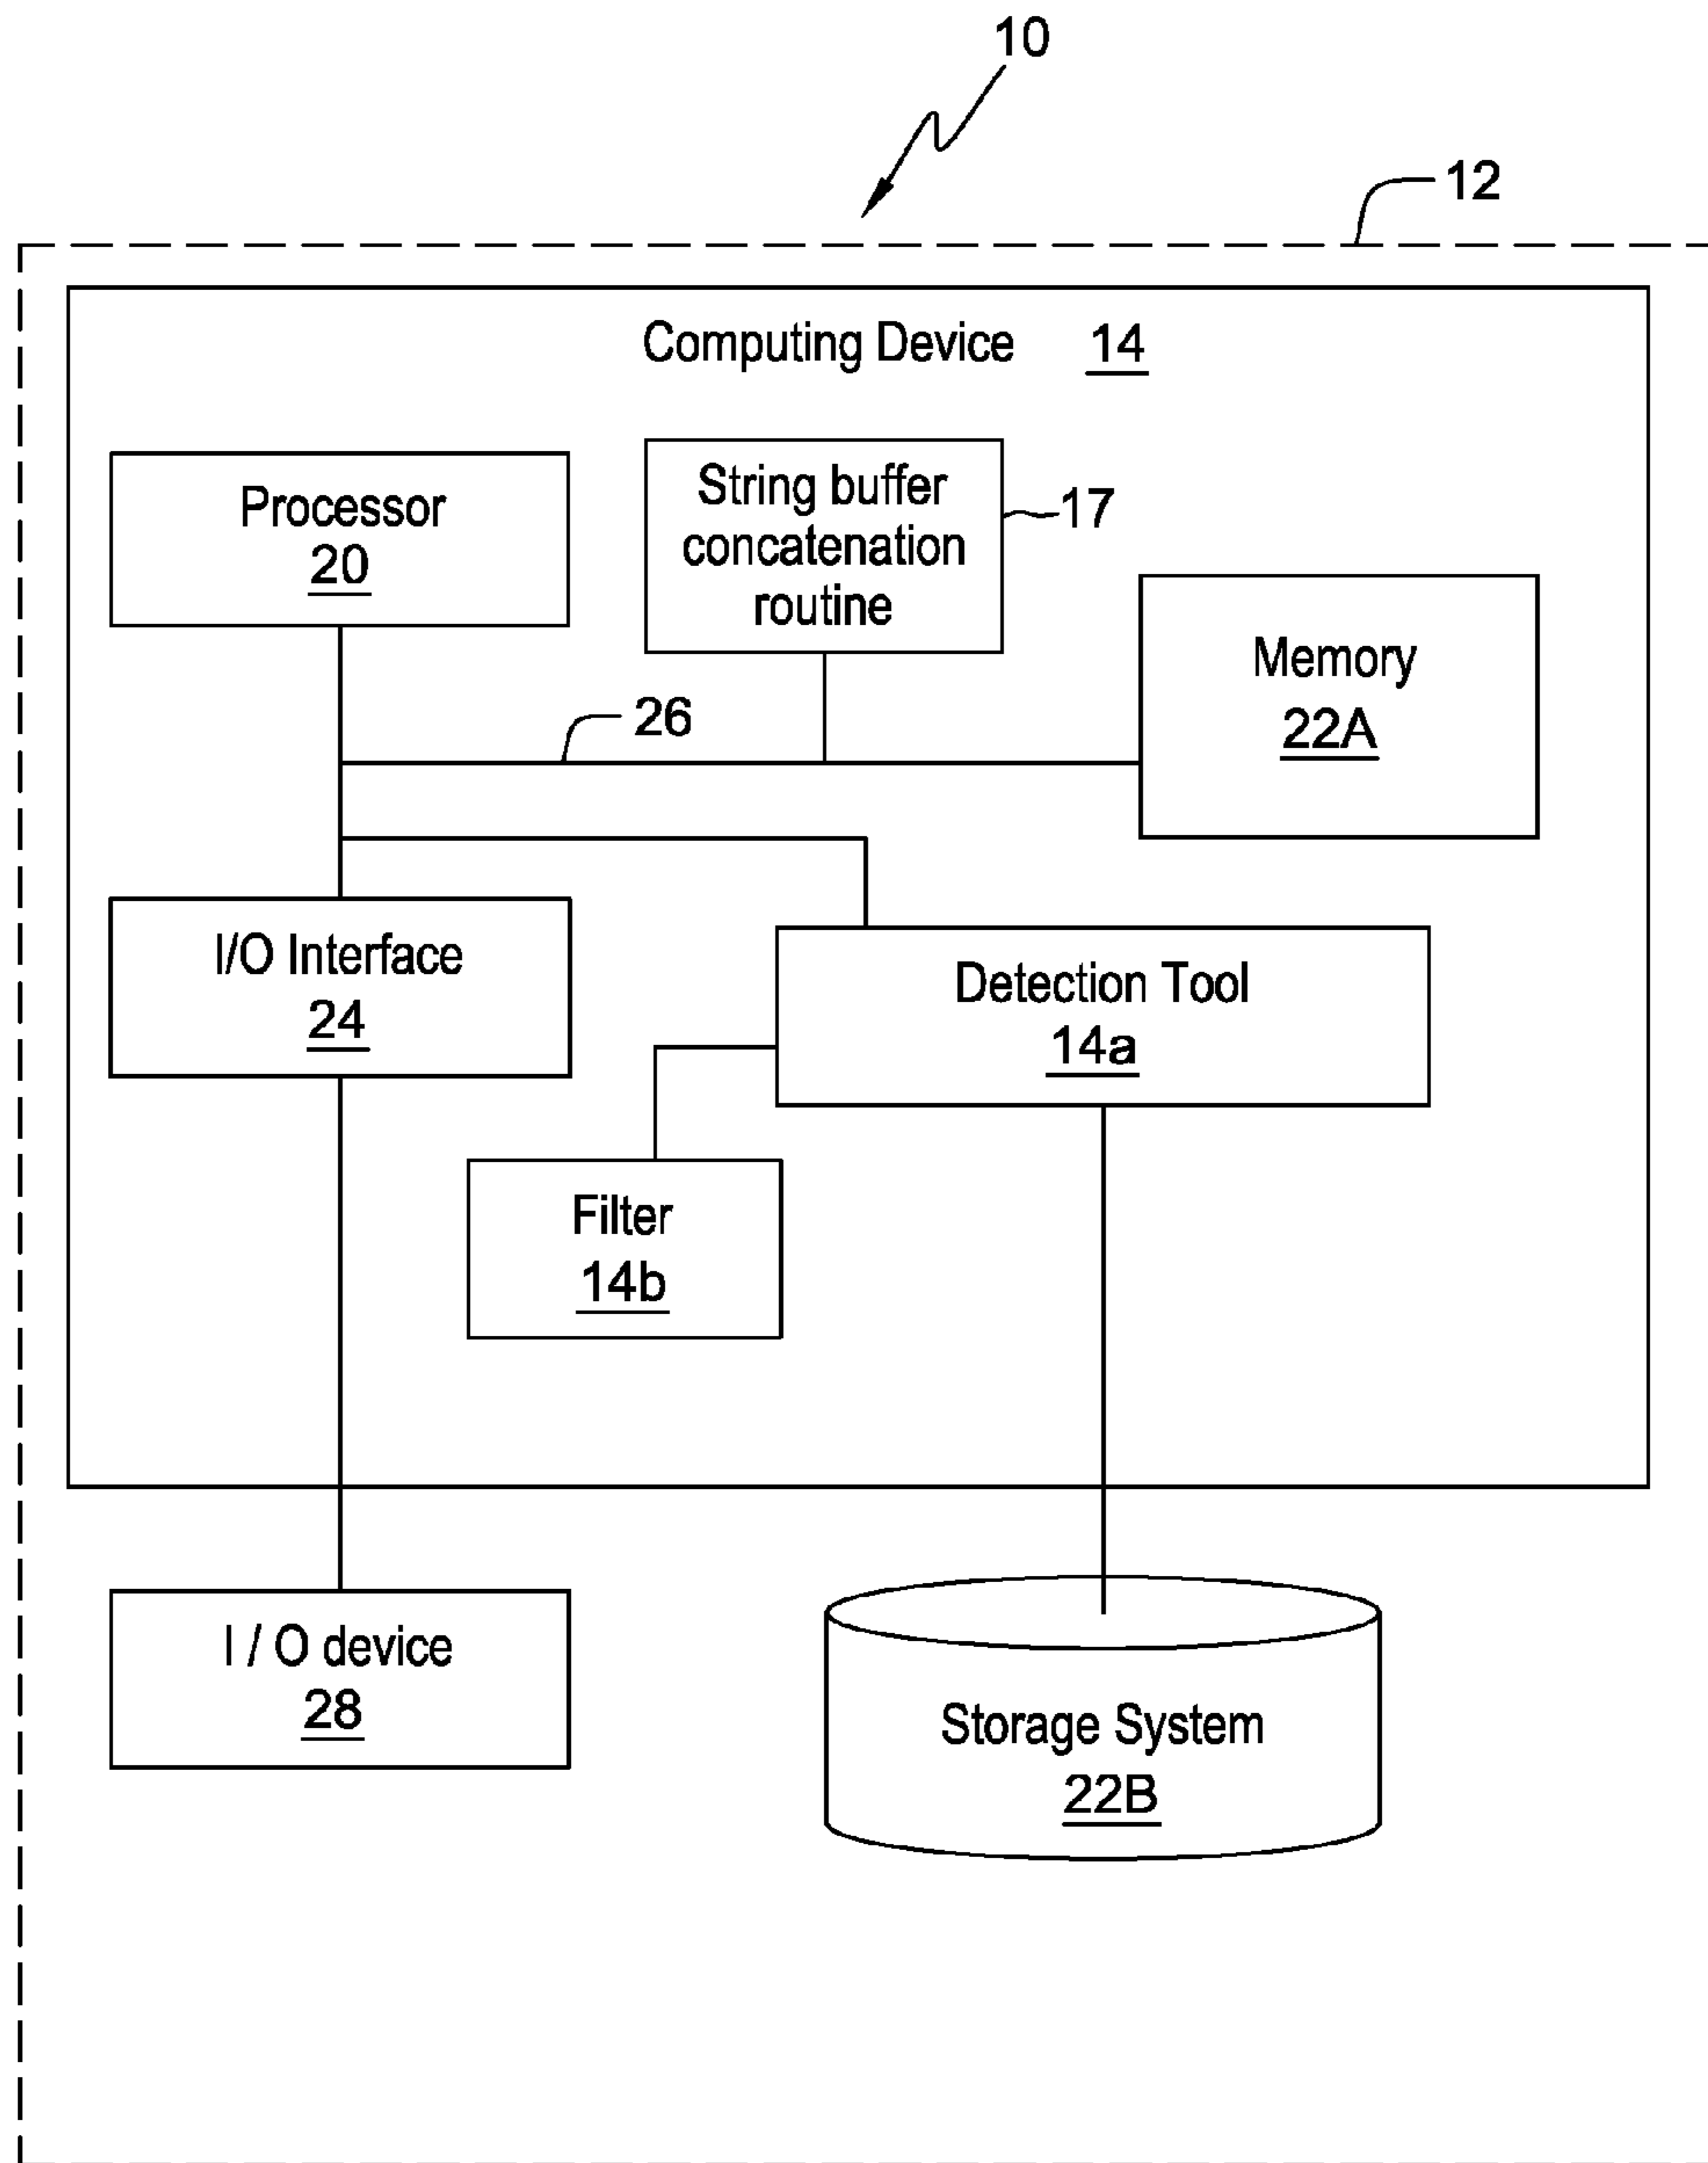 10
12
Computing Device 14
Processor
20
String buffer
concatenation
routine
17
Memory
22A
26
I/O Interface
24
Detection Tool
14a
Filter
14b
I / O device
28
Storage System
22B